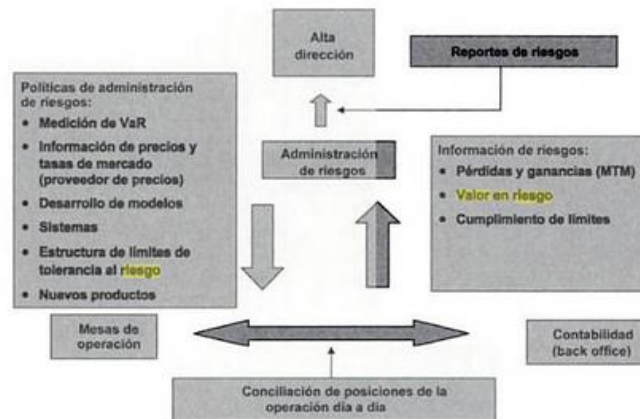 Alta
dirección
Reportes de riesgos
Políticas de administración
de riesgos:
• Medición de VaR
• Información de precios y
tasas de mercado
(proveedor de precios)
• Desarrollo de modelos
• Sistemas
• Estructura de límites de
tolerancia al riesgo
• Nuevos productos
Administración
de riesgos
Información de riesgos:
• Pérdidas y ganancias (MTM)
• Valor en riesgo
• Cumplimiento de límites
Mesas de
operación
Contabilidad
(back office)
Conciliación de posiciones de la
operación día a día